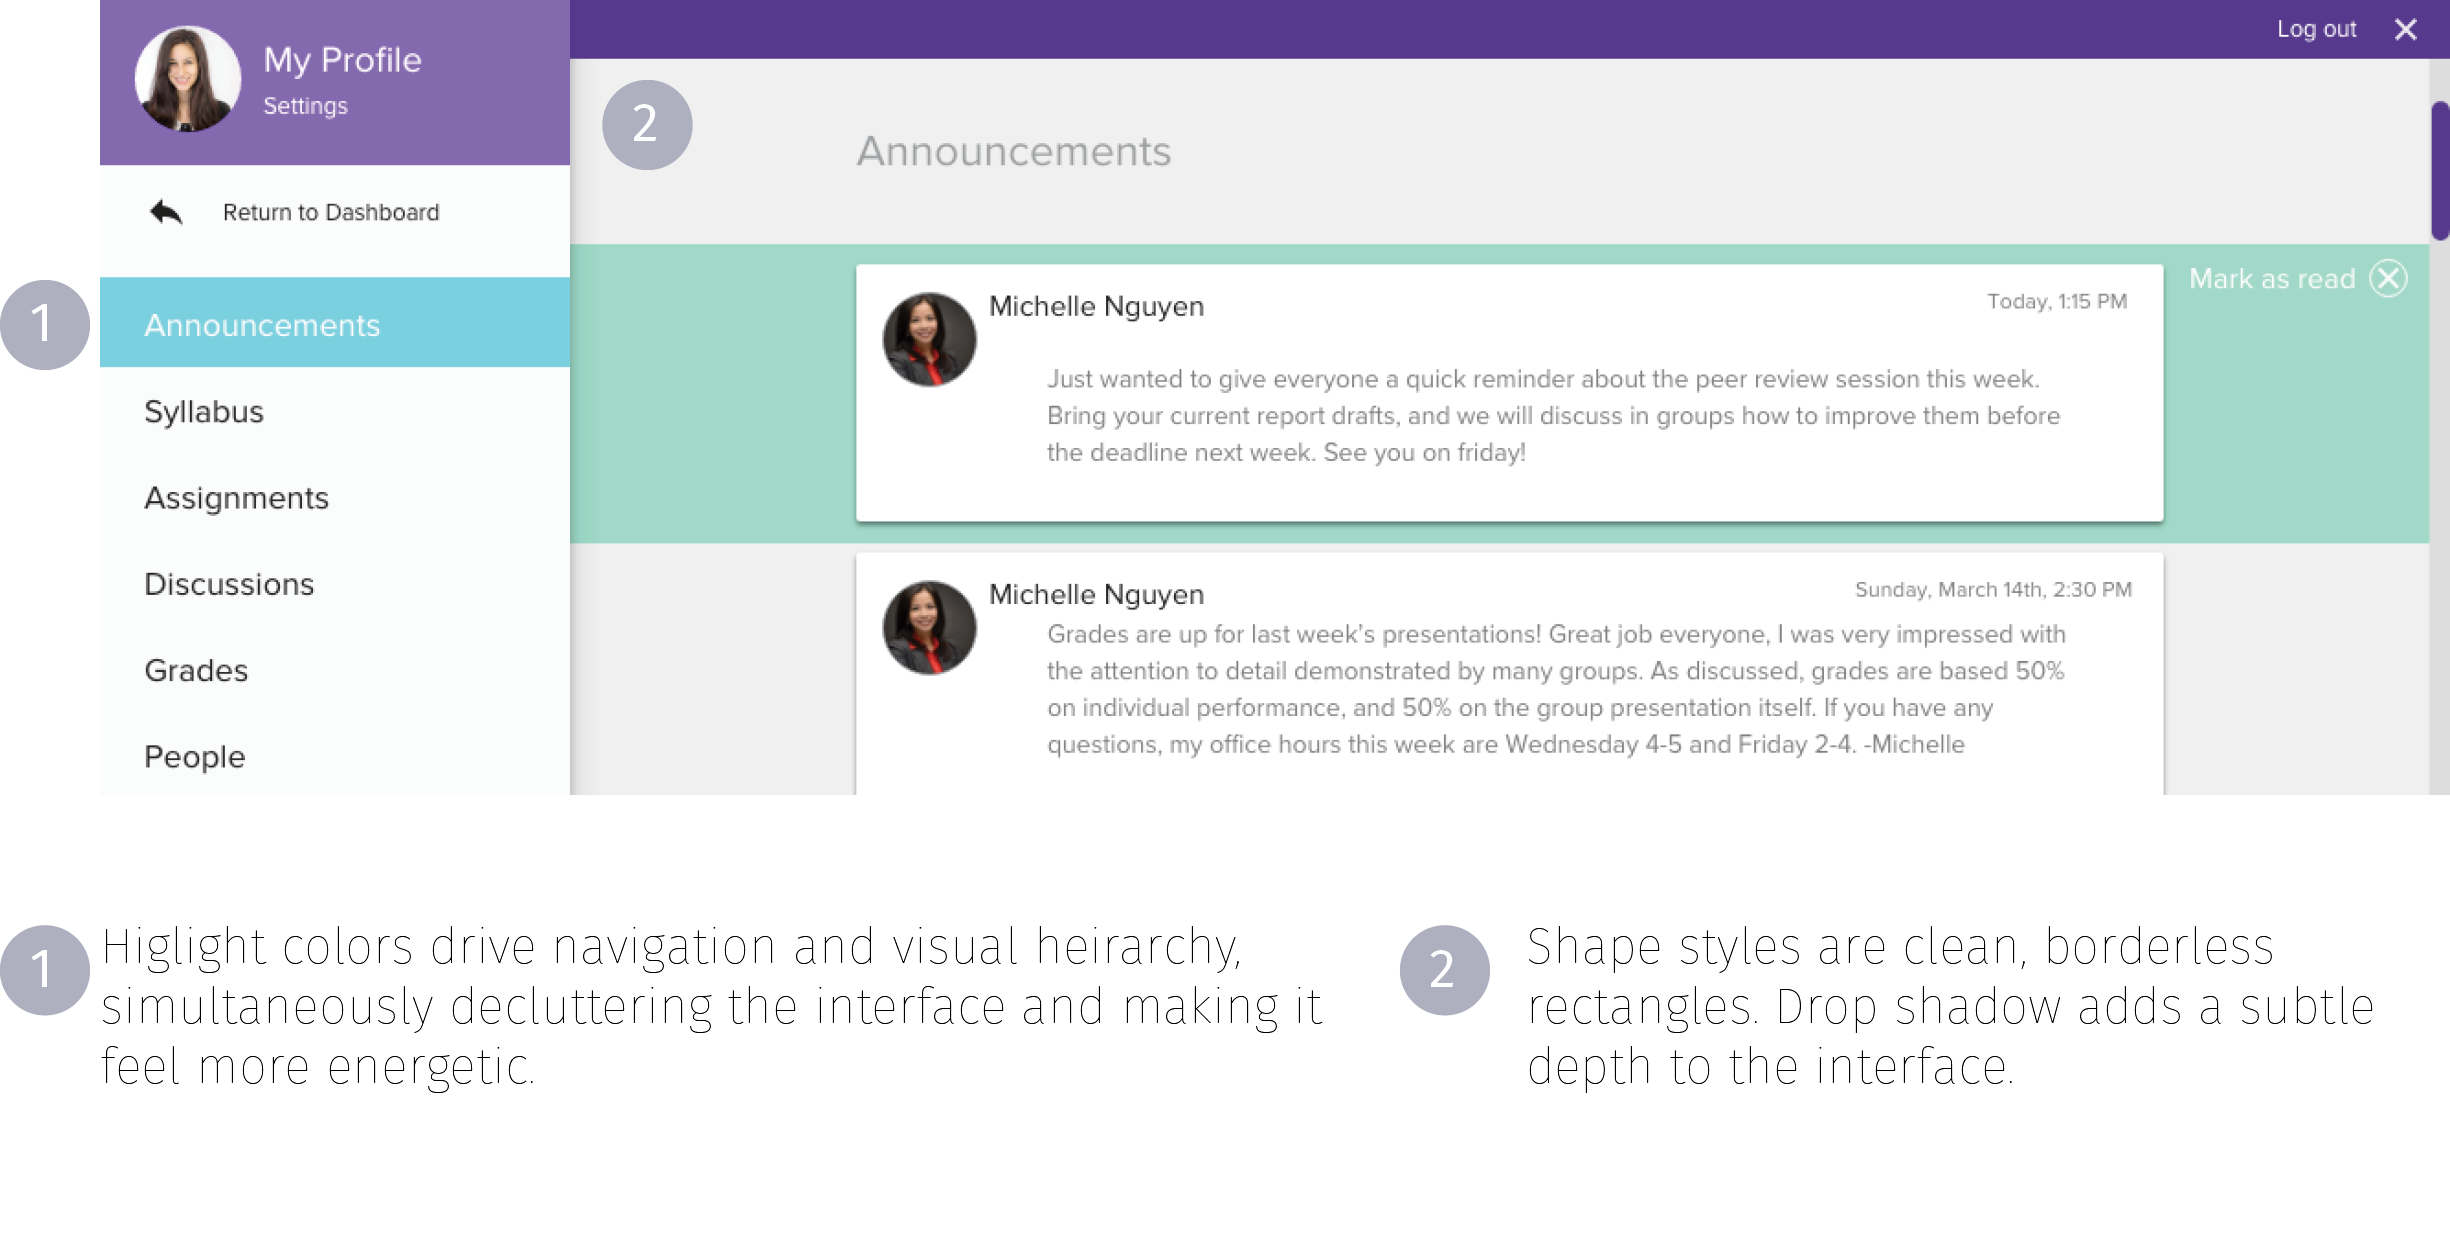 My Profile
Settings
Log out
2
Announcements
Return to Dashboard
1
Announcements
Syllabus
Assignments
Discussions
Grades
People
Mark as read
Michelle Nguyen
Today, 1:15 PM
Just wanted to give everyone a quick reminder about the peer review session this week.
Bring your current report drafts, and we will discuss in groups how to improve them before
the deadline next week. See you on friday!
Michelle Nguyen
Sunday, March 14th, 2:30 PM
Grades are up for last week's presentations! Great job everyone, I was very impressed with
the attention to detail demonstrated by many groups. As discussed, grades are based 50%
on individual performance, and 50% on the group presentation itself. If you have any
questions, my office hours this week are Wednesday 4-5 and Friday 2-4. -Michelle
1
Higlight colors drive navigation and visual heirarchy,
simultaneously decluttering the interface and making it
feel more energetic.
2
Shape styles are clean, borderless
rectangles. Drop shadow adds a subtle
depth to the interface.